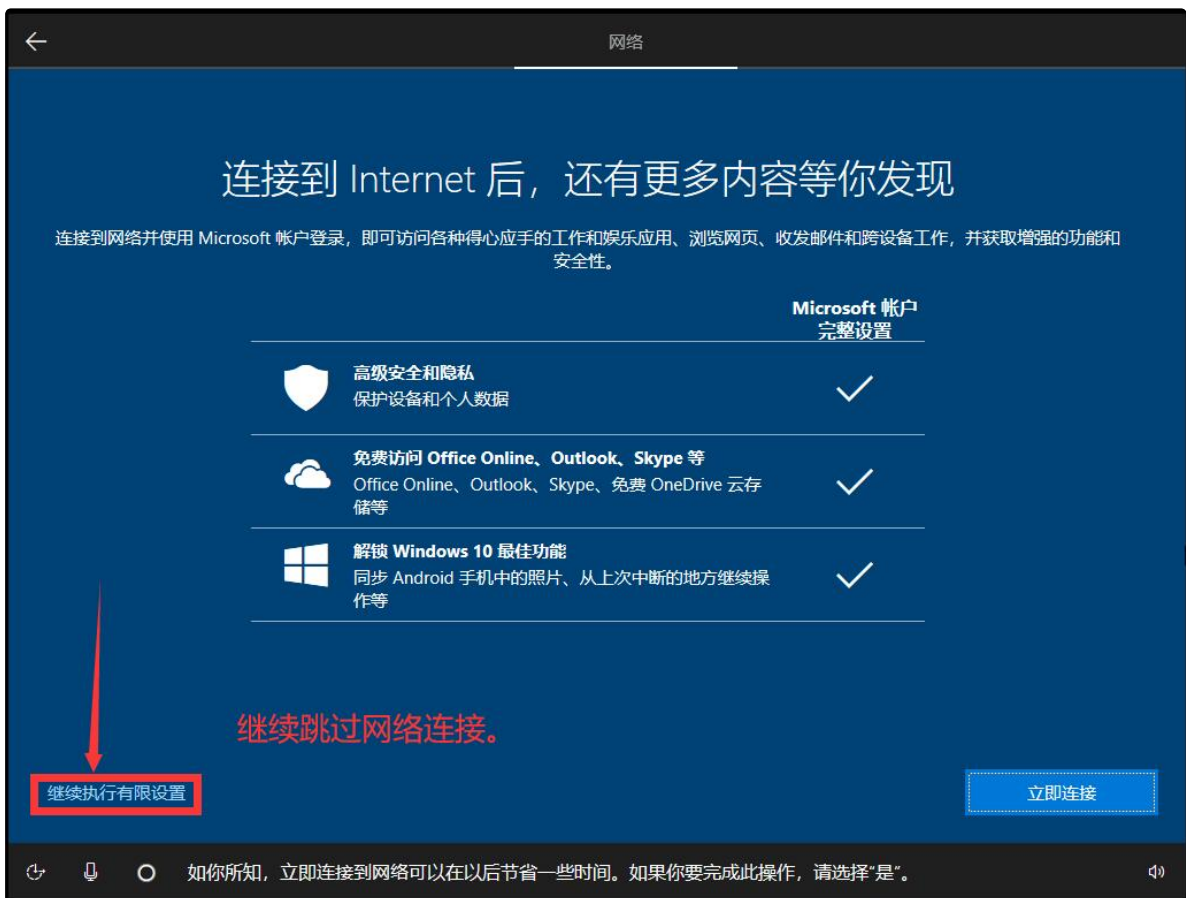 网络
连接到 Internet 后，还有更多内容等你发现
连接到网络并使用 Microsoft 帐户登录，即可访问各种得心应手的工作和娱乐应用、浏览网页、收发邮件和跨设备工作，并获取增强的功能和
安全性。
Microsoft 帐户
完整设置
高级安全和隐私
保护设备和个人数据
免费访问 Office Online、Outlook、Skype 等
Office Online、Outlook、Skype、免费 OneDrive 云存
储等
解锁 Windows 10 最佳功能
同步 Android 手机中的照片、从上次中断的地方继续操
作等
继续跳过网络连接。
继续执行有限设置
立即连接
如你所知，立即连接到网络可以在以后节省一些时间。如果你要完成此操作，请选择“是”。